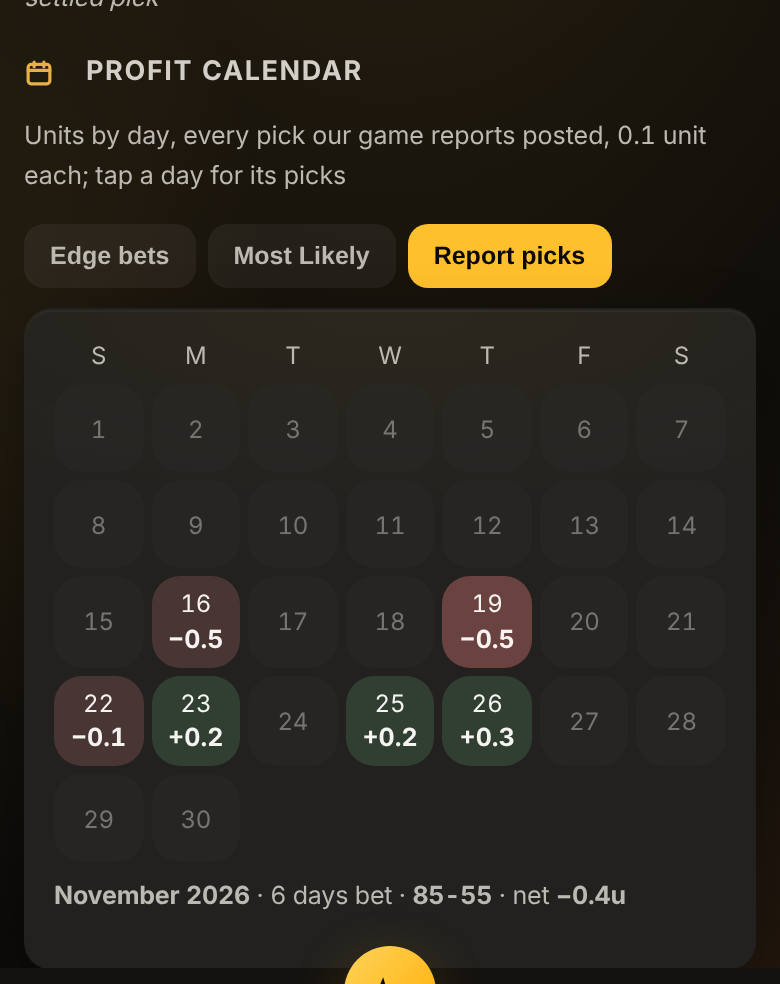 settled pick
PROFIT CALENDAR
Units by day, every pick our game reports posted, 0.1 unit
each; tap a day for its picks
Edge bets Most Likely Report picks
S M T W T F S
1 2 3 4 5 6 7
8 9 10 11 12 13 14
15 16 17 18 19 20 21
−0.5 −0.5
22 23 24 25 26 27 28
−0.1 +0.2 +0.2 +0.3
29 30
November 2026 · 6 days bet · 85-55 · net −0.4u